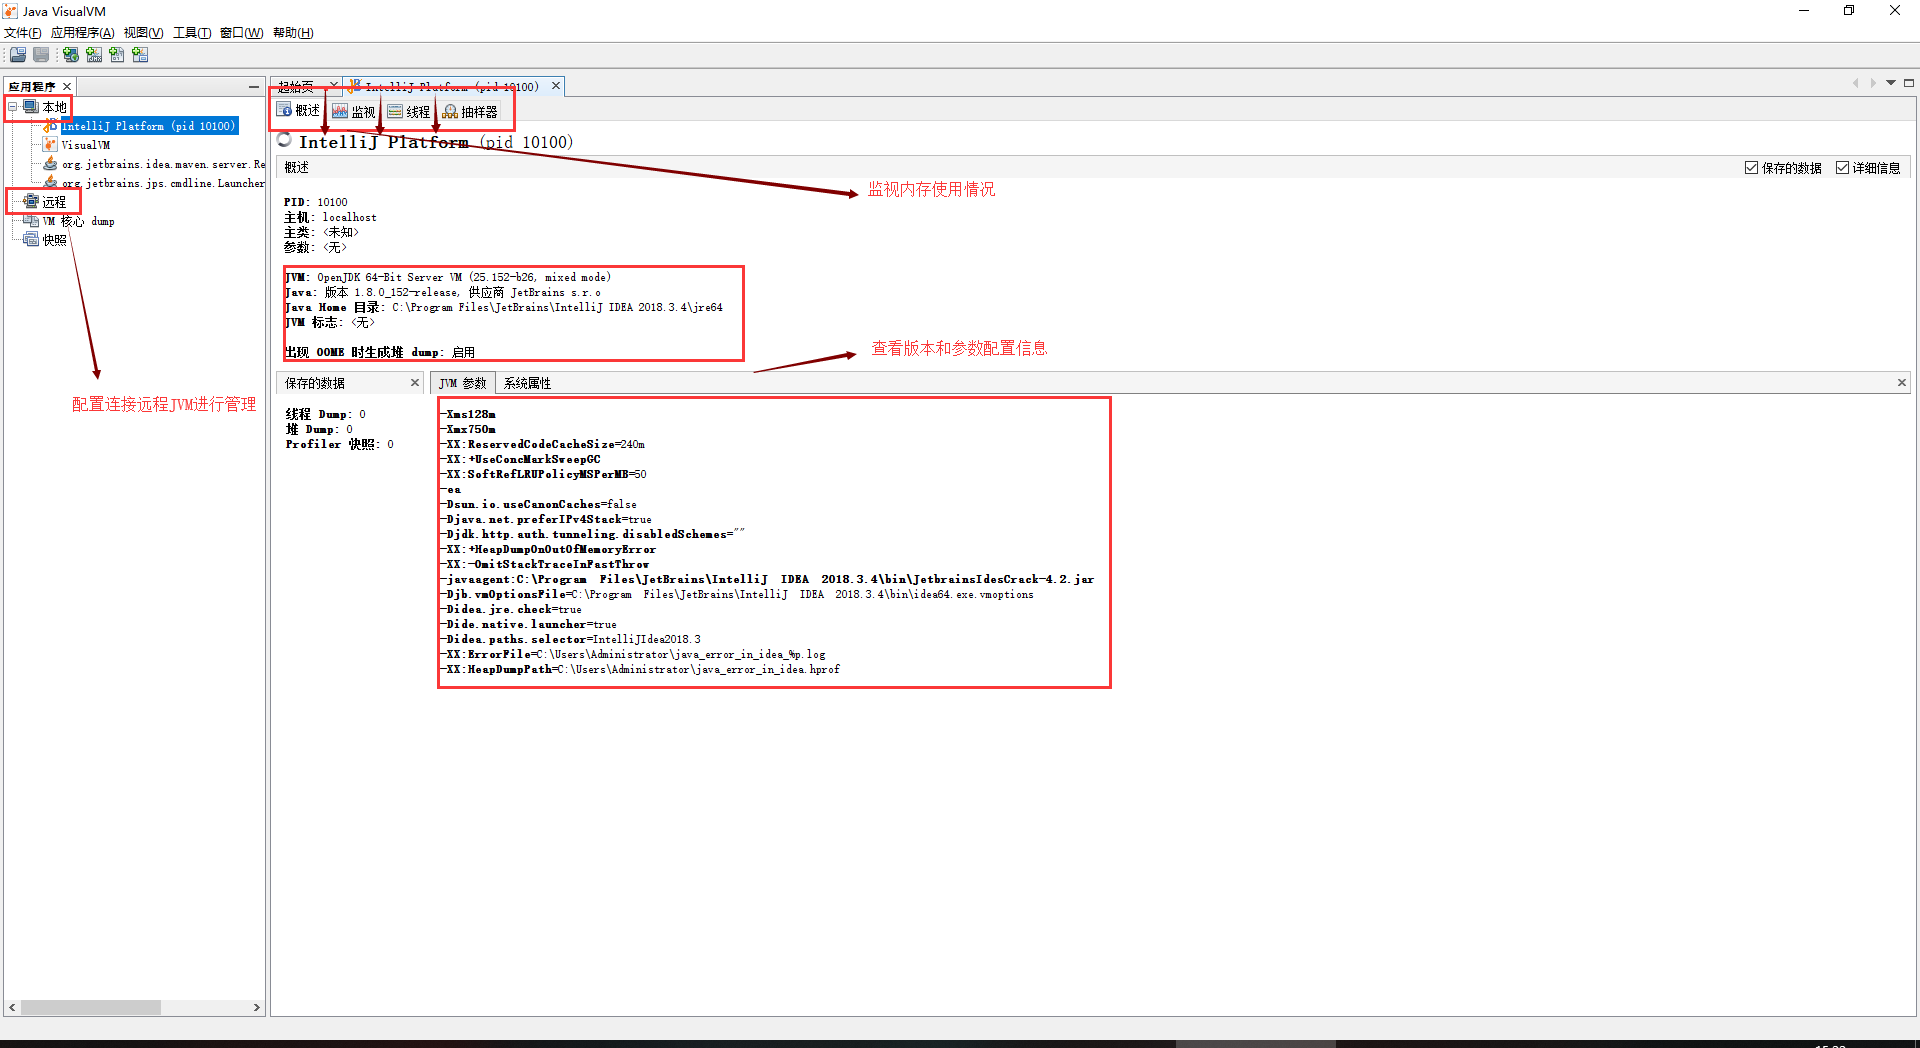 Java VisualVM
文件(F) 应用程序(A) 视图(V) 工具(T) 窗口(W) 帮助(H)
应用程序
本地
IntelliJ Platform (pid 10100)
VisualVM
org.jetbrains.idea.maven.server.Re
org.jetbrains.jps.cmdline.Launcher
远程
VM 核心 dump
快照
配置连接远程JVM进行管理
起始页 IntelliJ Platform (pid 10100)
概述 监视 线程 抽样器
IntelliJ Platform (pid 10100)
概述 保存的数据 详细信息
监视内存使用情况
PID: 10100
主机: localhost
主类: <未知>
参数: <无>
JVM: OpenJDK 64-Bit Server VM (25.152-b26, mixed mode)
Java: 版本 1.8.0_152-release, 供应商 JetBrains s.r.o
Java Home 目录: C:\Program Files\JetBrains\IntelliJ IDEA 2018.3.4\jre64
JVM 标志: <无>
出现 OOME 时生成堆 dump: 启用
查看版本和参数配置信息
保存的数据
线程 Dump: 0
堆 Dump: 0
Profiler 快照: 0
JVM 参数 系统属性
-Xms128m
-Xmx750m
-XX:ReservedCodeCacheSize=240m
-XX:+UseConcMarkSweepGC
-XX:SoftRefLRUPolicyMSPerMB=50
-ea
-Dsun.io.useCanonCaches=false
-Djava.net.preferIPv4Stack=true
-Djdk.http.auth.tunneling.disabledSchemes=""
-XX:+HeapDumpOnOutOfMemoryError
-XX:-OmitStackTraceInFastThrow
-javaagent:C:\Program Files\JetBrains\IntelliJ IDEA 2018.3.4\bin\JetbrainsIdesCrack-4.2.jar
-Djb.vmOptionsFile=C:\Program Files\JetBrains\IntelliJ IDEA 2018.3.4\bin\idea64.exe.vmoptions
-Didea.jre.check=true
-Dide.native.launcher=true
-Didea.paths.selector=IntelliJIdea2018.3
-XX:ErrorFile=C:\Users\Administrator\java_error_in_idea_%p.log
-XX:HeapDumpPath=C:\Users\Administrator\java_error_in_idea.hprof